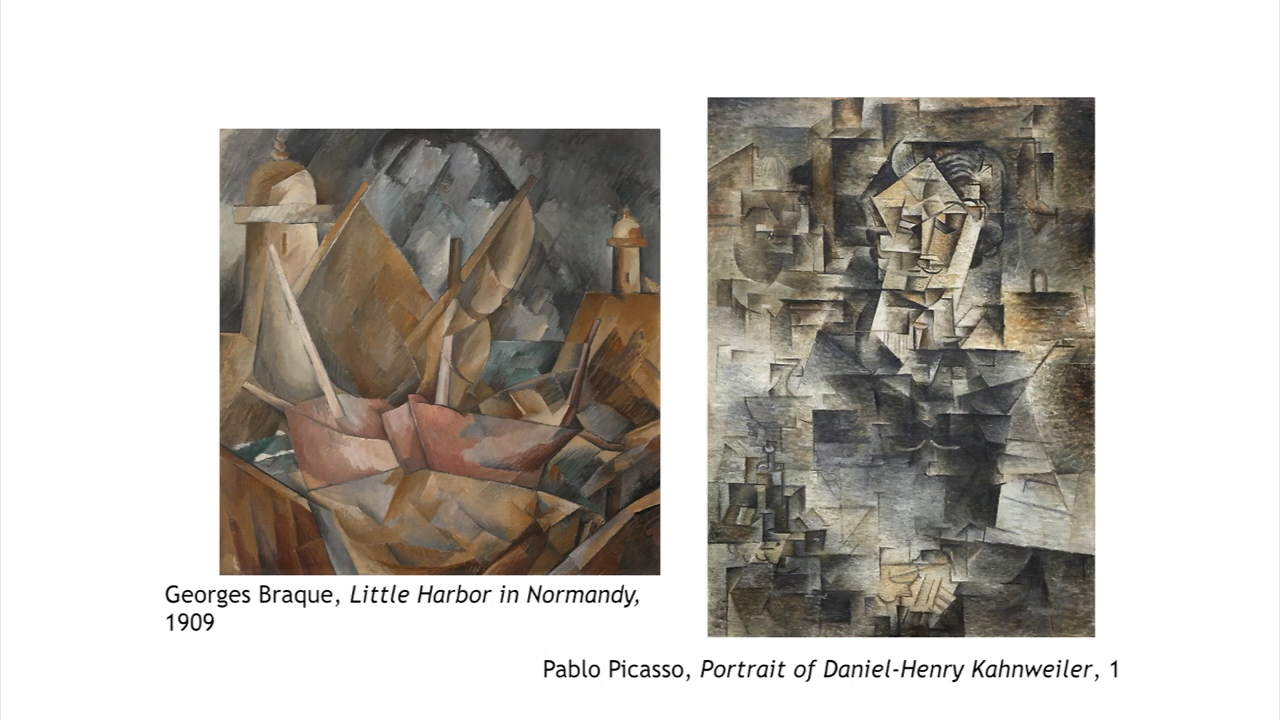 Georges Braque, Little Harbor in Normandy,
1909
Pablo Picasso, Portrait of Daniel-Henry Kahnweiler, 1